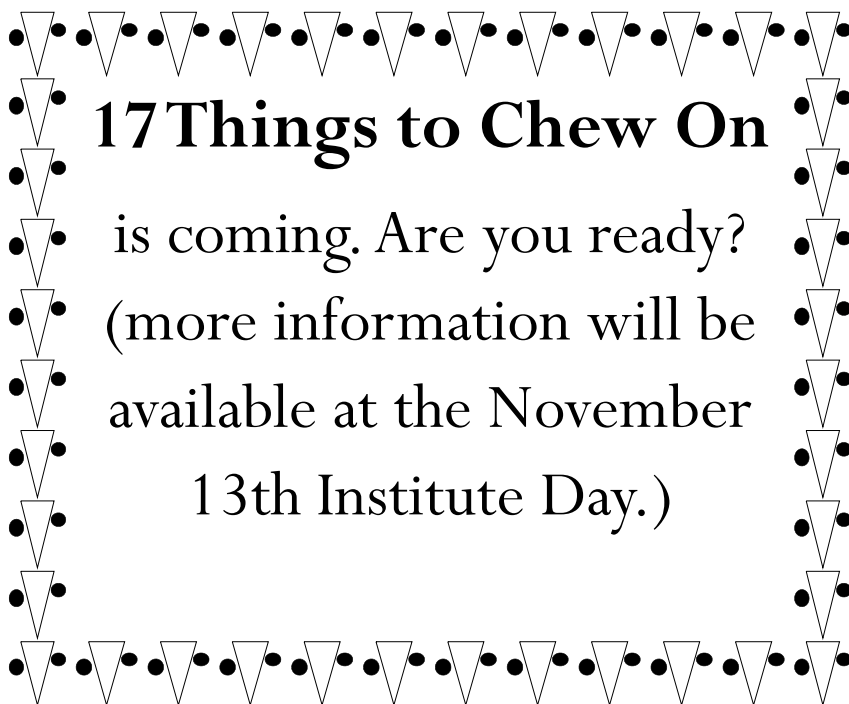 17 Things to Chew On
is coming. Are you ready?
(more information will be
available at the November
13th Institute Day.)